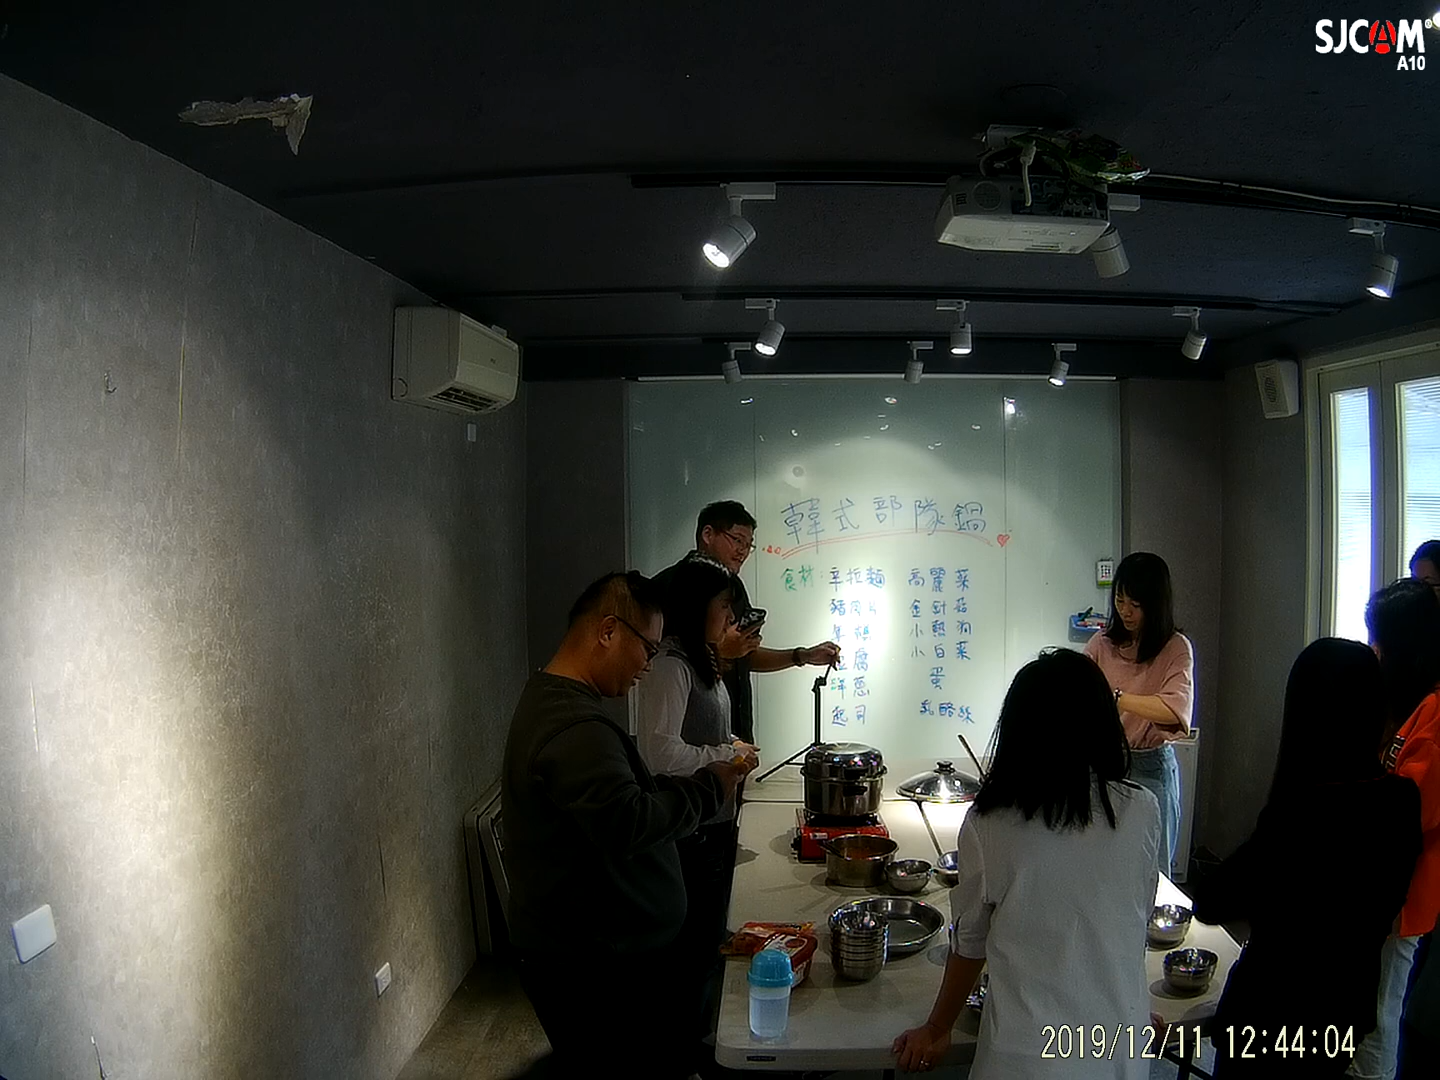 SJCAM
A10
韓式部隊鍋
食材：辛拉麵 高麗菜
豬肉片 金針菇
年糕 小熱狗
豆腐 小白菜
洋蔥 蛋
起司 乳酪絲
2019/12/11 12:44:04